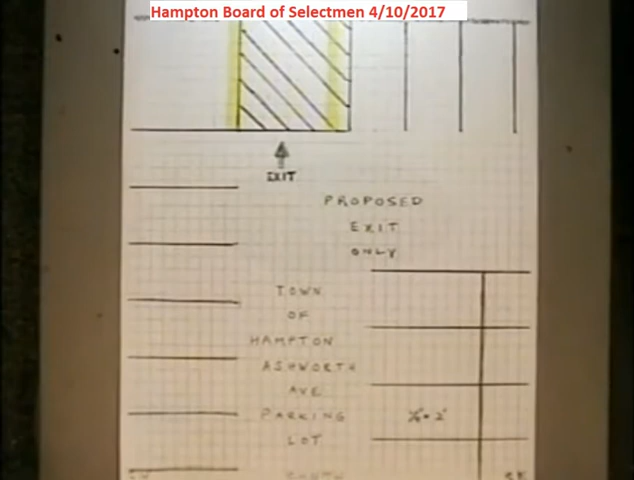 Hampton Board of Selectmen 4/10/2017
EXIT
PROPOSED
EXIT
ONLY
TOWN
OF
HAMPTON
ASHWORTH
AVE
PARKING
LOT